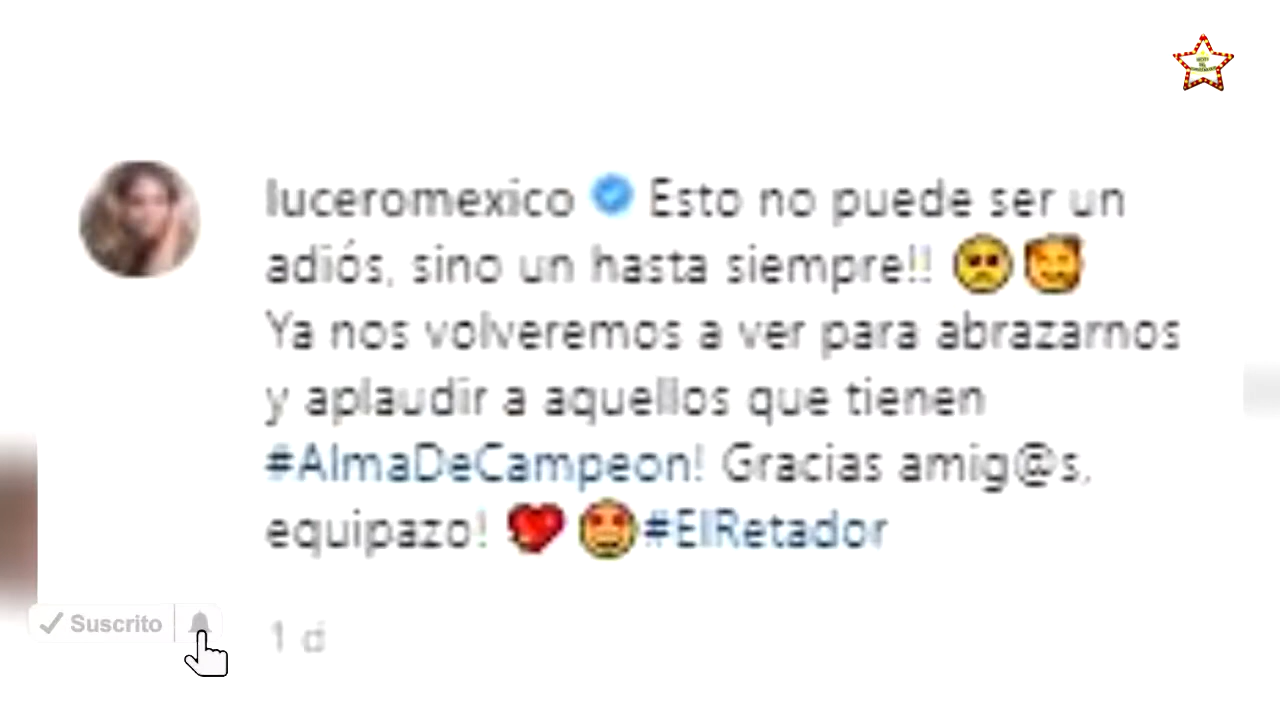 luceromexico Esto no puede ser un
adiós, sino un hasta siempre!! 🥺🥰
Ya nos volveremos a ver para abrazarnos
y aplaudir a aquellos que tienen
#AlmaDeCampeon! Gracias amig@s,
equipazo! ❤️😍#ElRetador
Suscrito
1 d